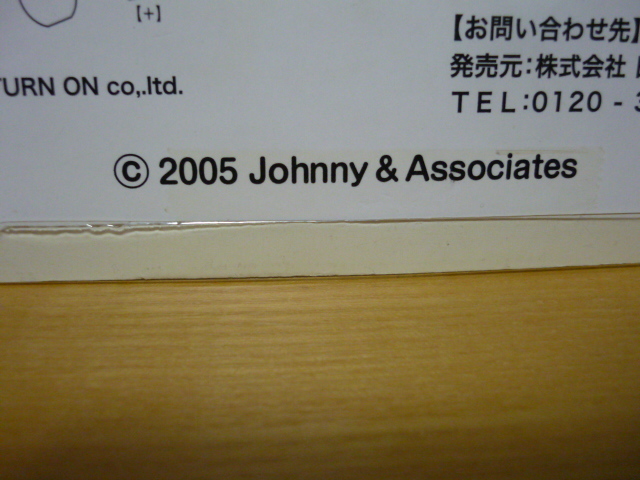 【+】
【お問い合わせ先】
発売元:株式会社
TURN ON co,.ltd.
TEL:0120 -
© 2005 Johnny & Associates